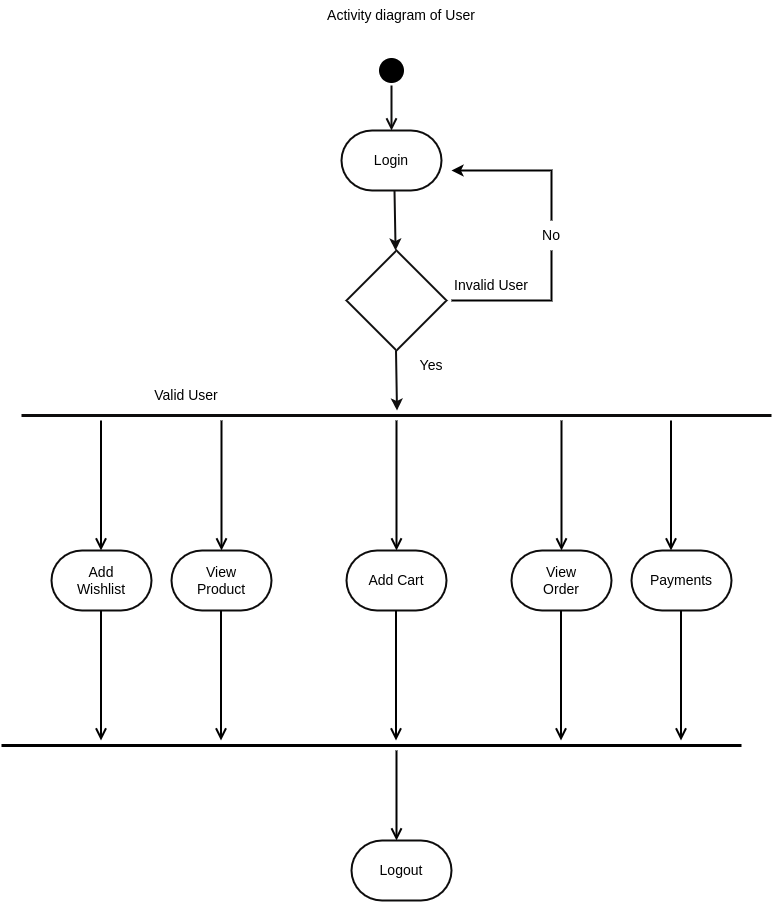 Activity diagram of User
Login
No
Invalid User
Yes
Valid User
Add
Wishlist
View
Product
Add Cart
View
Order
Payments
Logout